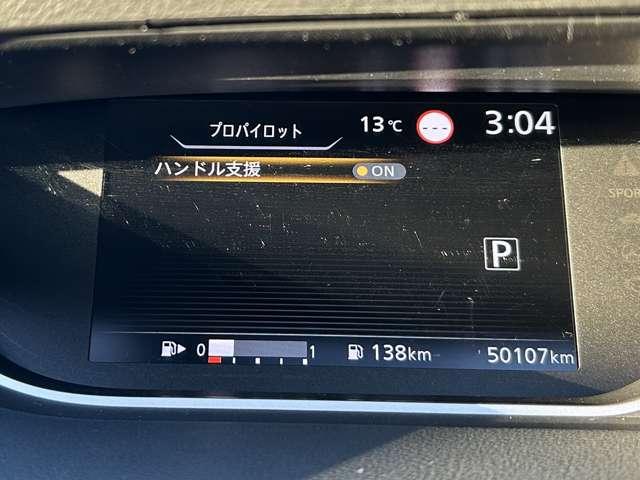 プロパイロット 13℃ --- 3:04
ハンドル支援 ON
P
SPO
0 1 138km 50107km